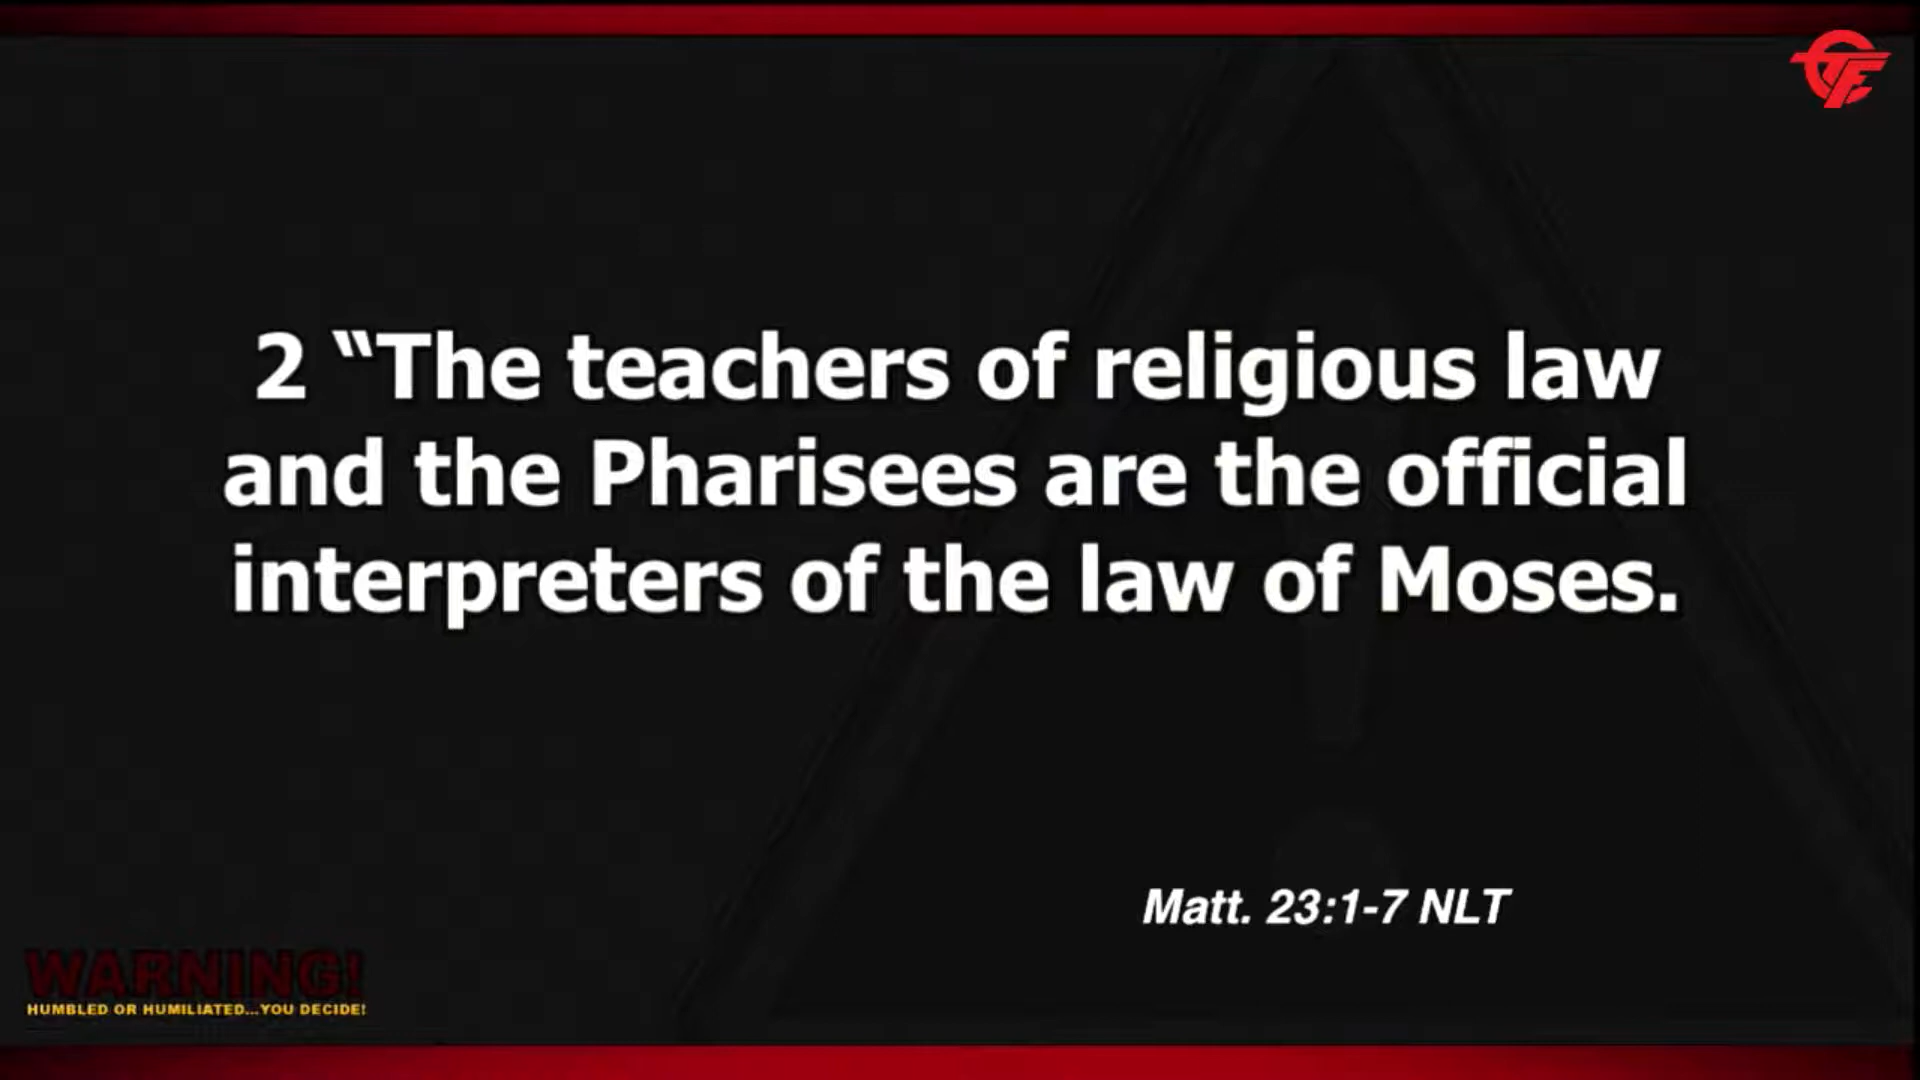 2 “The teachers of religious law
and the Pharisees are the official
interpreters of the law of Moses.
Matt. 23:1-7 NLT
WARNING!
HUMBLED OR HUMILIATED...YOU DECIDE!